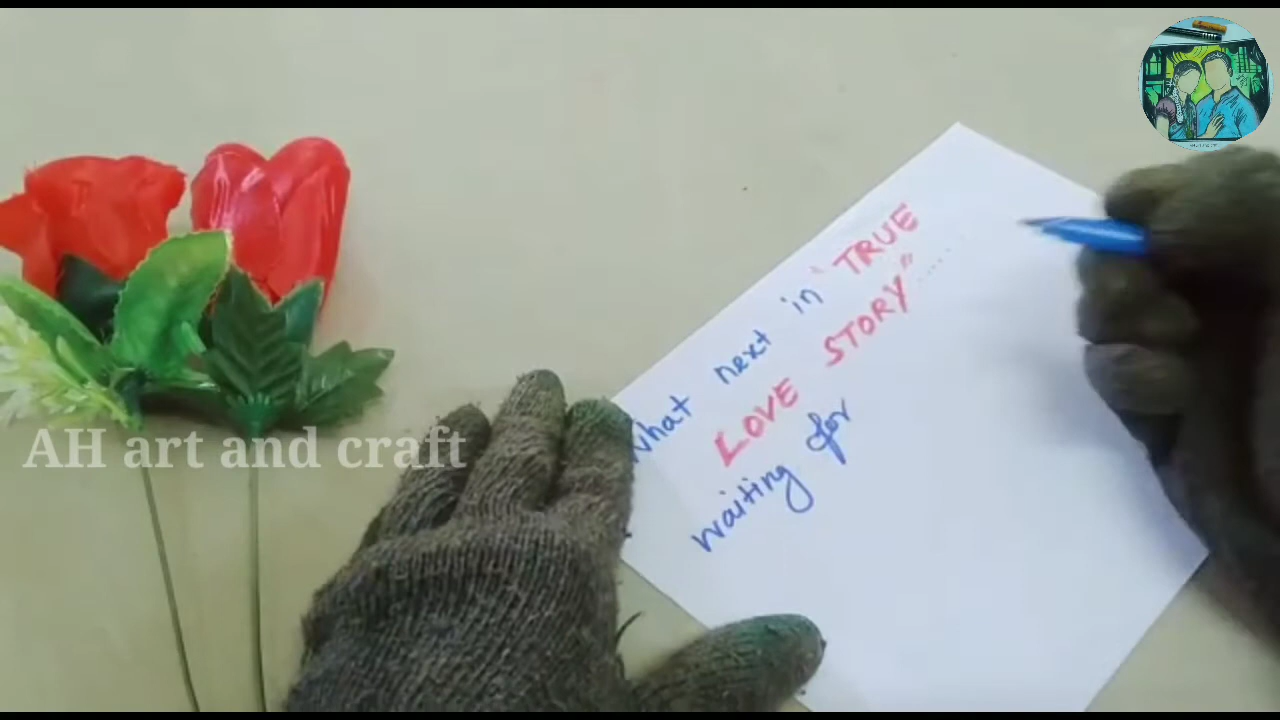 What next in "TRUE
LOVE STORY".....
waiting for
AH art and craft